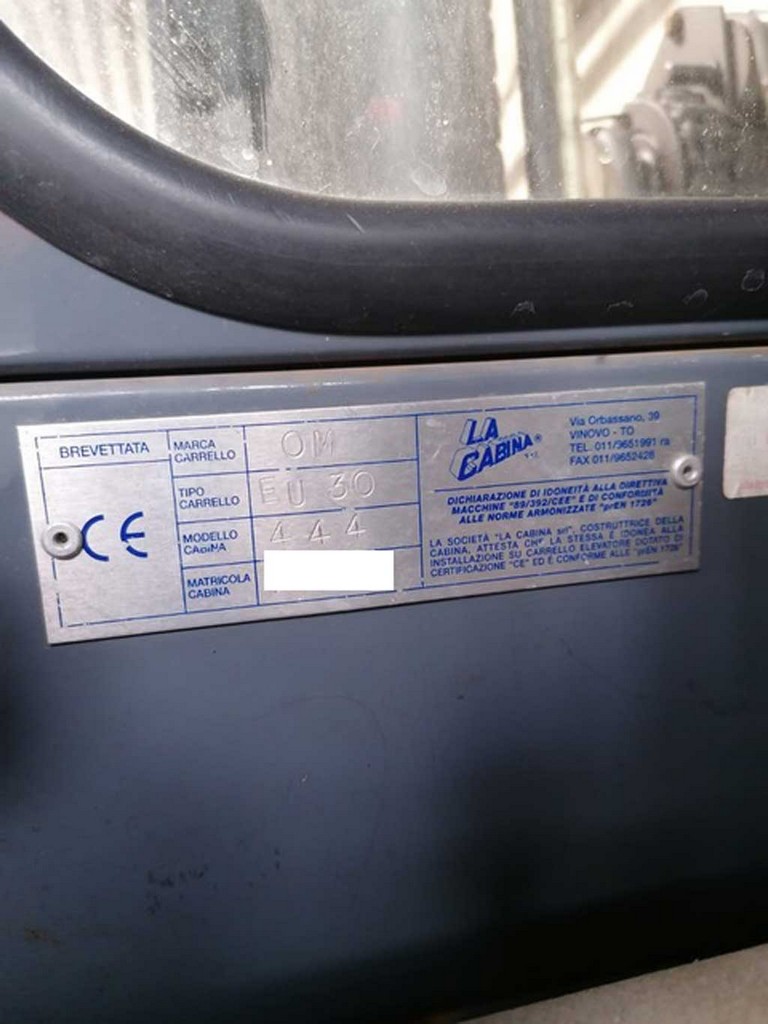 BREVETTATA
CE
MARCA CARRELLO OM
TIPO CARRELLO EU 30
MODELLO CABINA 444
MATRICOLA CABINA
LA CABINA® s.r.l.
Via Orbassano, 39
VINOVO - TO
TEL. 011/9651991 ra
FAX 011/9652426
DICHIARAZIONE DI IDONEITÀ ALLA DIRETTIVA
MACCHINE "89/392/CEE" E DI CONFORMITÀ
ALLE NORME ARMONIZZATE "prEN 1726"
LA SOCIETÀ "LA CABINA srl", COSTRUTTRICE DELLA
CABINA, ATTESTA CHE LA STESSA E IDONEA ALLA
INSTALLAZIONE SU CARRELLO ELEVATORE DOTATO DI
CERTIFICAZIONE "CE" ED É CONFORME ALLE "prEN 1726"